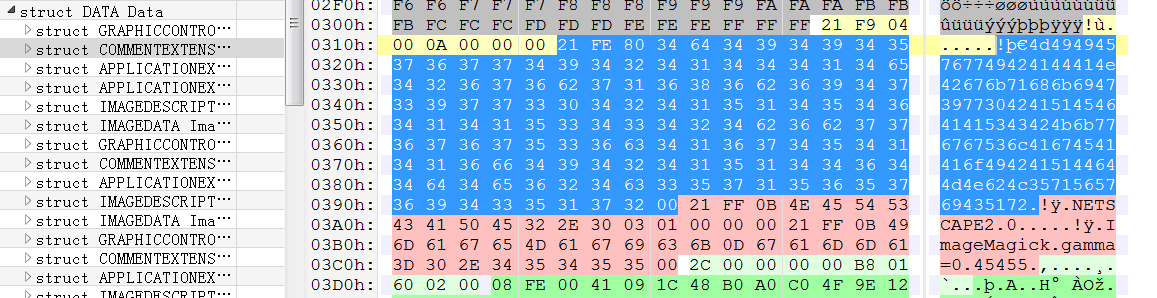 struct DATA Data
struct GRAPHICCONTRO···
struct COMMENTEXTENS···
struct APPLICATIONEX···
struct APPLICATIONEX···
struct IMAGEDESCRIPT···
struct IMAGEDATA Ima···
struct GRAPHICCONTRO···
struct COMMENTEXTENS···
struct APPLICATIONEX···
struct IMAGEDESCRIPT···
struct IMAGEDATA Ima···
struct GRAPHICCONTRO···
struct COMMENTEXTENS···
struct APPLICATIONEX···
struct IMAGEDESCRIPT···
02F0h: F6 F6 F7 F7 F7 F8 F8 F8 F9 F9 F9 FA FA FA FB FB öö÷÷÷øøøùùùúúúûû
0300h: FB FC FC FC FD FD FD FE FE FE FF FF FF 21 F9 04 ûüüüýýýþþþÿÿÿ!ù.
0310h: 00 0A 00 00 00 21 FE 80 34 64 34 39 34 39 34 35 .....!þ€4d494945
0320h: 37 36 37 37 34 39 34 32 34 31 34 34 34 31 34 65 767749424144414e
0330h: 34 32 36 37 36 62 37 31 36 38 36 62 36 39 34 37 42676b71686b6947
0340h: 33 39 37 37 33 30 34 32 34 31 35 31 34 35 34 36 3977304241514546
0350h: 34 31 34 31 35 33 34 33 34 32 34 62 36 62 37 37 41415343424b6b77
0360h: 36 37 36 37 35 33 36 63 34 31 36 37 34 35 34 31 6767536c41674541
0370h: 34 31 36 66 34 39 34 32 34 31 35 31 34 34 36 34 416f494241514464
0380h: 34 64 34 65 36 32 34 63 33 35 37 31 35 36 35 37 4d4e624c35715657
0390h: 36 39 34 33 35 31 37 32 00 21 FF 0B 4E 45 54 53 69435172.!ÿ.NETS
03A0h: 43 41 50 45 32 2E 30 03 01 00 00 00 21 FF 0B 49 CAPE2.0.....!ÿ.I
03B0h: 6D 61 67 65 4D 61 67 69 63 6B 0D 67 61 6D 6D 61 mageMagick.gamma
03C0h: 3D 30 2E 34 35 34 35 35 00 2C 00 00 00 00 B8 01 =0.45455.,....¸.
03D0h: 60 02 00 08 FE 00 41 09 1C 48 B0 A0 C0 4F 9E 12 `...þ.A..H° ÀOž.